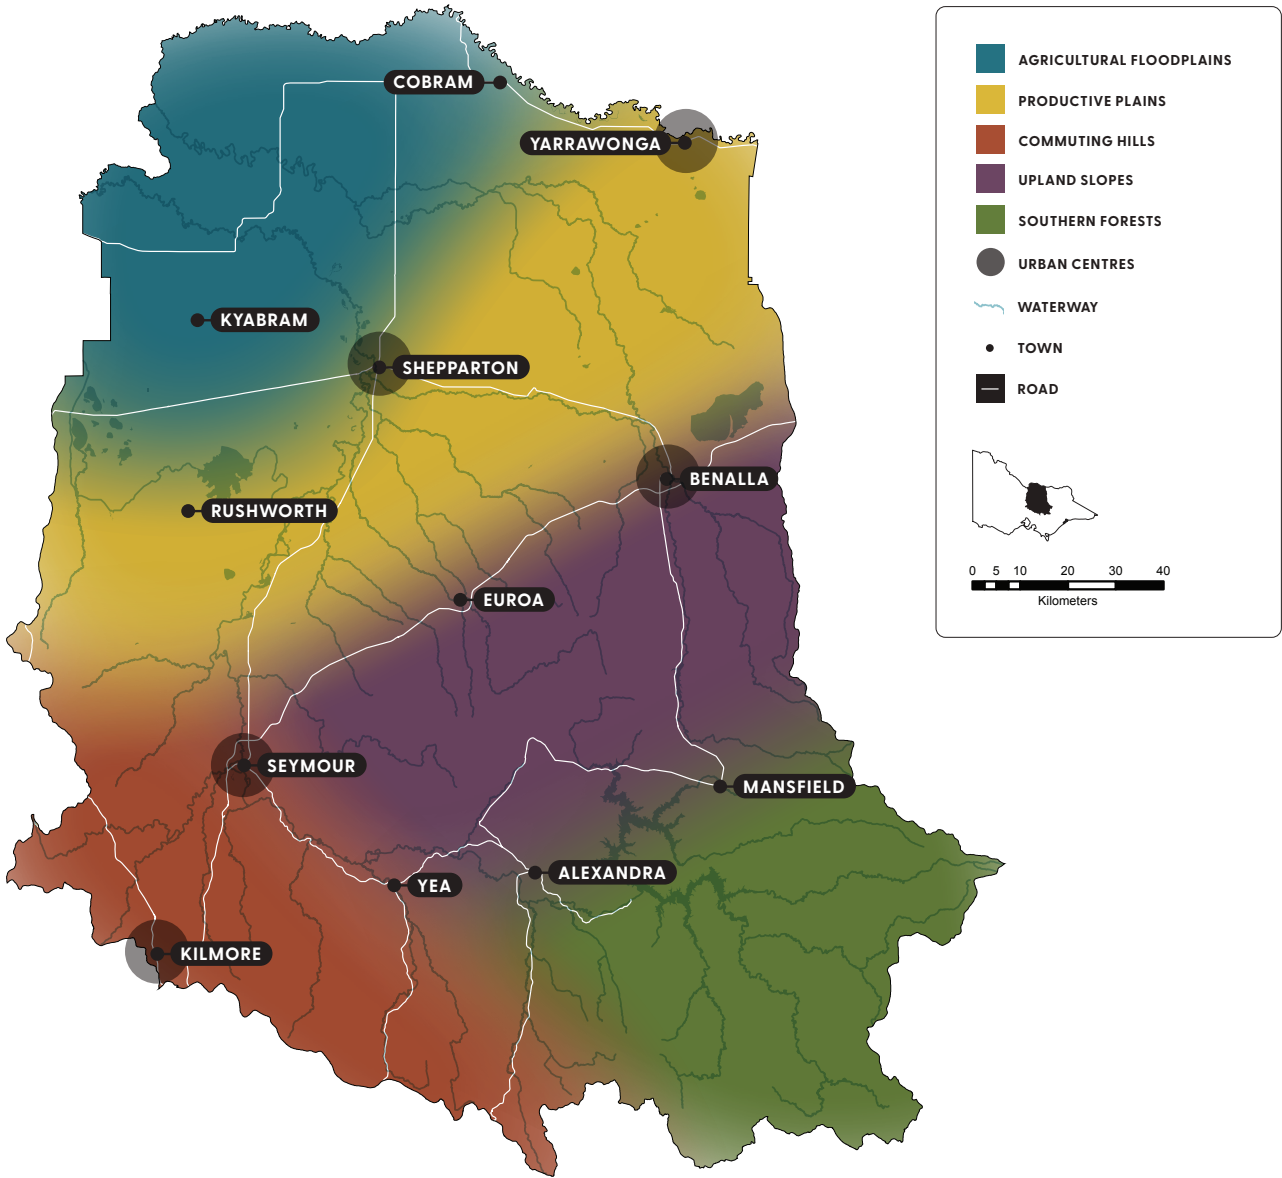 COBRAM
YARRAWONGA
KYABRAM
SHEPPARTON
BENALLA
RUSHWORTH
EUROA
SEYMOUR
MANSFIELD
ALEXANDRA
YEA
KILMORE
AGRICULTURAL FLOODPLAINS
PRODUCTIVE PLAINS
COMMUTING HILLS
UPLAND SLOPES
SOUTHERN FORESTS
URBAN CENTRES
WATERWAY
TOWN
ROAD
0 5 10 20 30 40
Kilometers